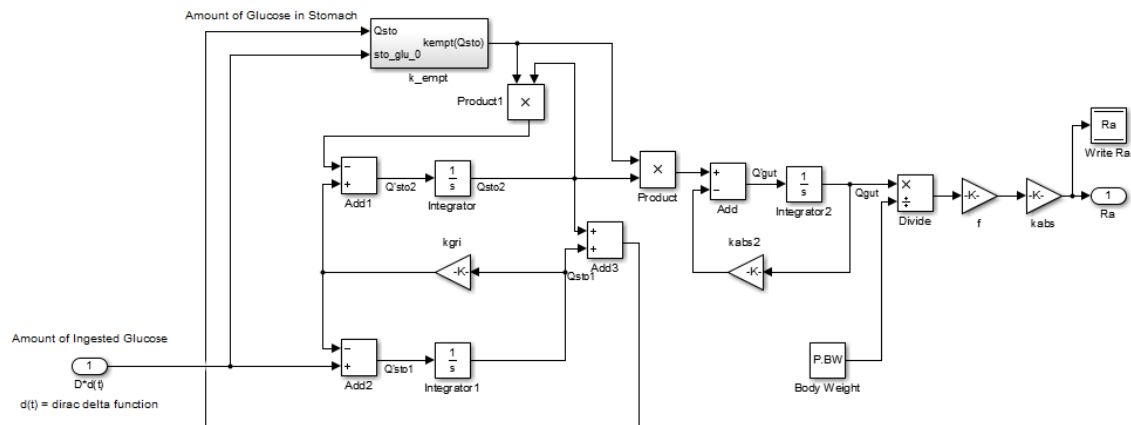 Amount of Glucose in Stomach
Qsto
kempt(Qsto)
sto_glu_0
k_empt
Product1
×
Ra
Write Ra
−
+
Add1
Q'sto2
1
s
Integrator
Qsto2
×
Product
+
−
Add
Q'gut
1
s
Integrator2
Qgut
×
÷
Divide
-K-
f
-K-
kabs
1
Ra
kgri
-K-
Qsto1
+
+
Add3
kabs2
-K-
Amount of Ingested Glucose
1
D*d(t)
d(t) = dirac delta function
−
+
Add2
Q'sto1
1
s
Integrator1
P.BW
Body Weight